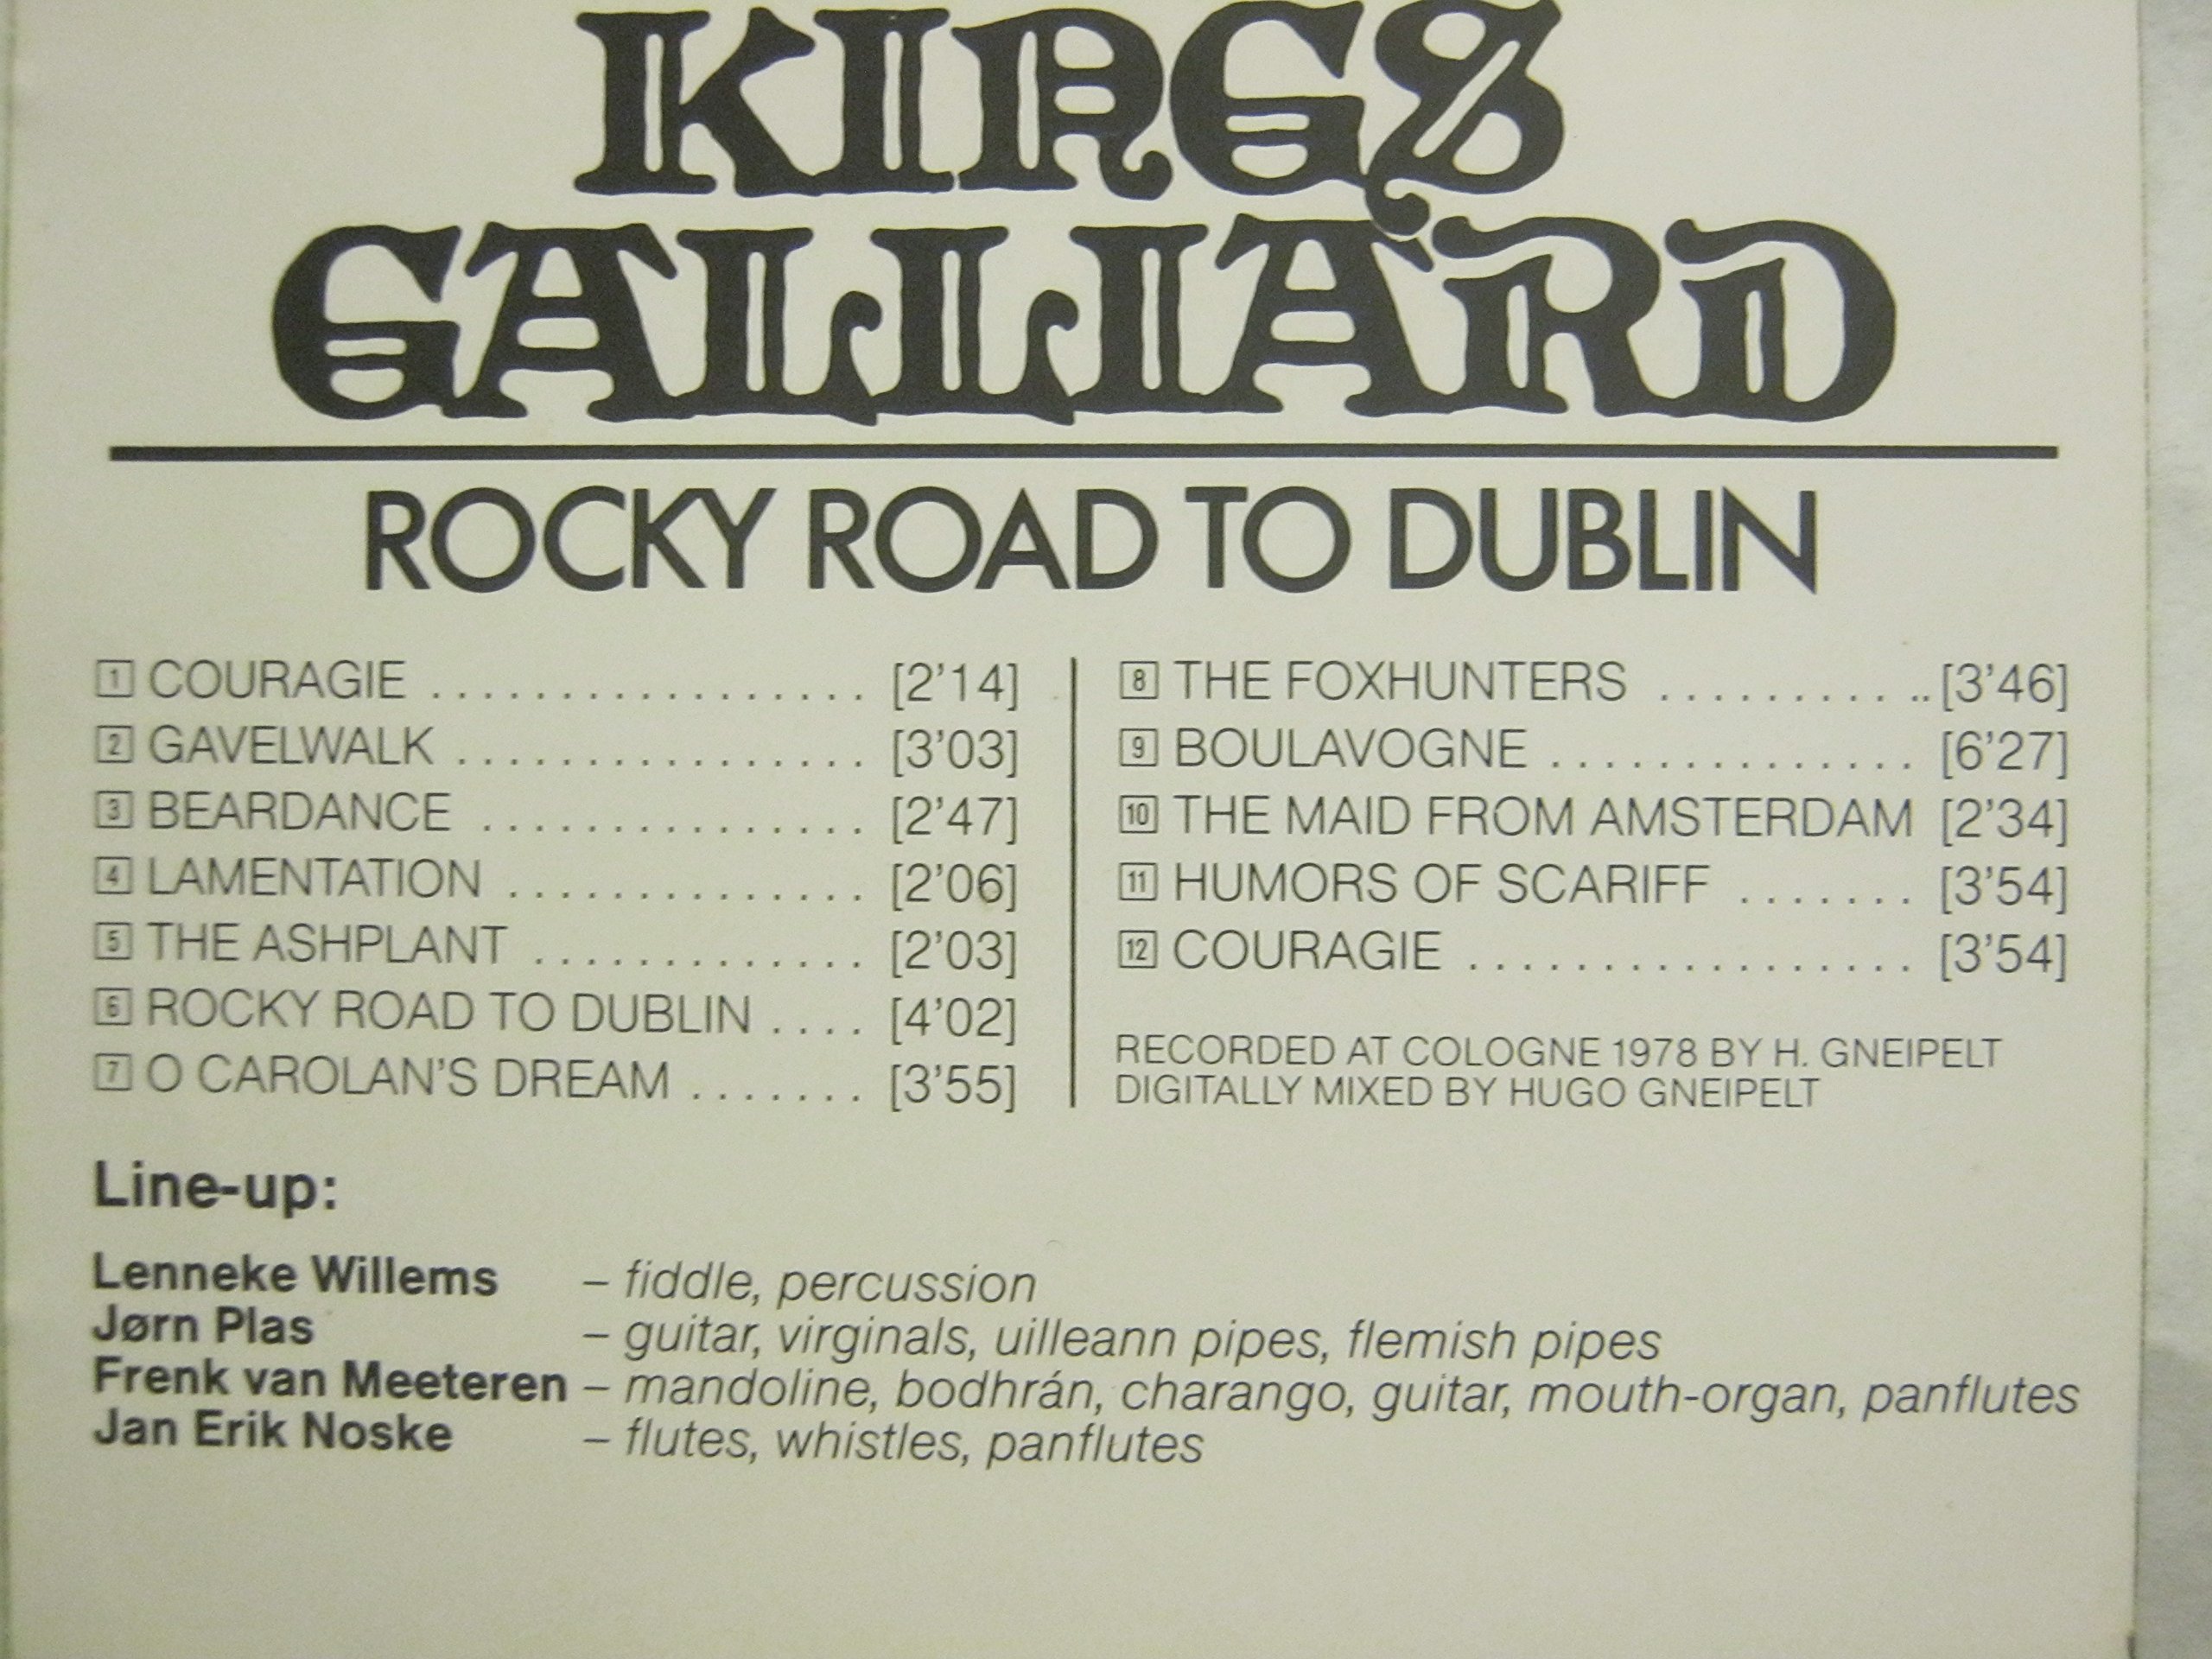 KINGS
GALLIARD
ROCKY ROAD TO DUBLIN
1 COURAGIE .................. [2'14]
2 GAVELWALK ................ [3'03]
3 BEARDANCE ............... [2'47]
4 LAMENTATION .............. [2'06]
5 THE ASHPLANT ............. [2'03]
6 ROCKY ROAD TO DUBLIN .... [4'02]
7 O CAROLAN'S DREAM ....... [3'55]
8 THE FOXHUNTERS ............ [3'46]
9 BOULAVOGNE .............. [6'27]
10 THE MAID FROM AMSTERDAM [2'34]
11 HUMORS OF SCARIFF ....... [3'54]
12 COURAGIE ................. [3'54]
RECORDED AT COLOGNE 1978 BY H. GNEIPELT
DIGITALLY MIXED BY HUGO GNEIPELT
Line-up:
Lenneke Willems – fiddle, percussion
Jørn Plas – guitar, virginals, uilleann pipes, flemish pipes
Frenk van Meeteren – mandoline, bodhrán, charango, guitar, mouth-organ, panflutes
Jan Erik Noske – flutes, whistles, panflutes